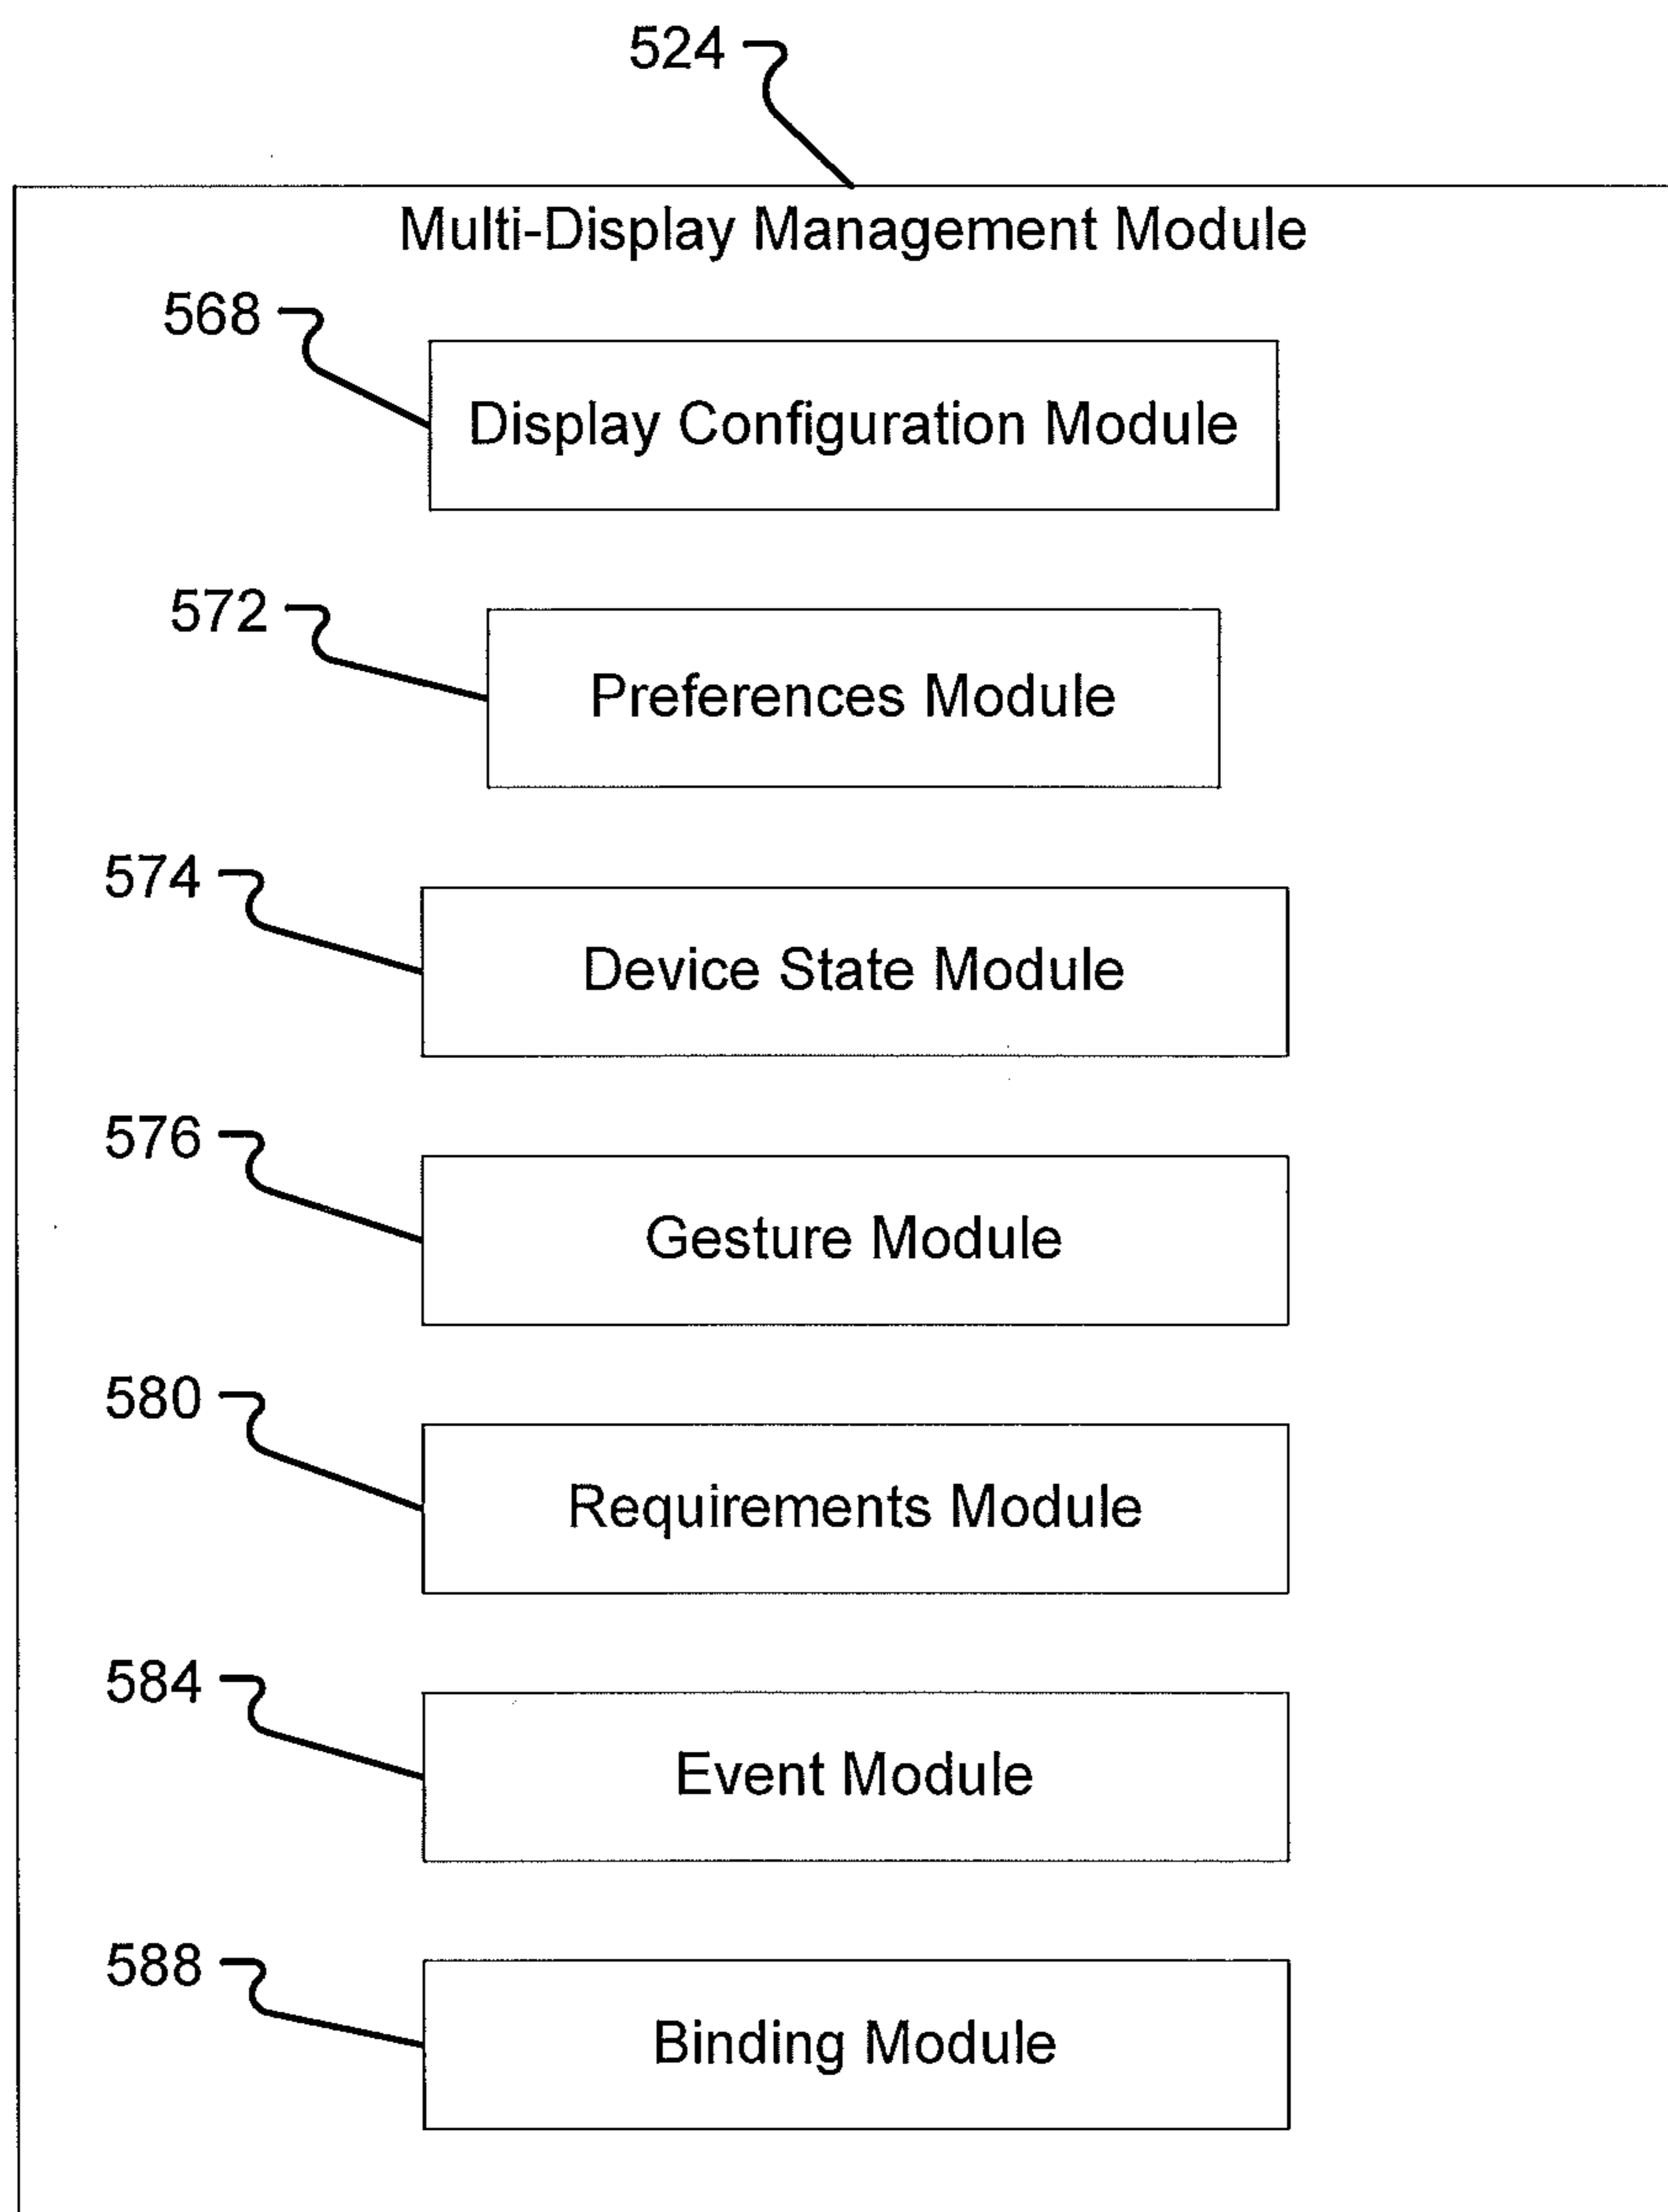 524
Multi-Display Management Module
568
Display Configuration Module
572
Preferences Module
574
Device State Module
576
Gesture Module
580
Requirements Module
584
Event Module
588
Binding Module